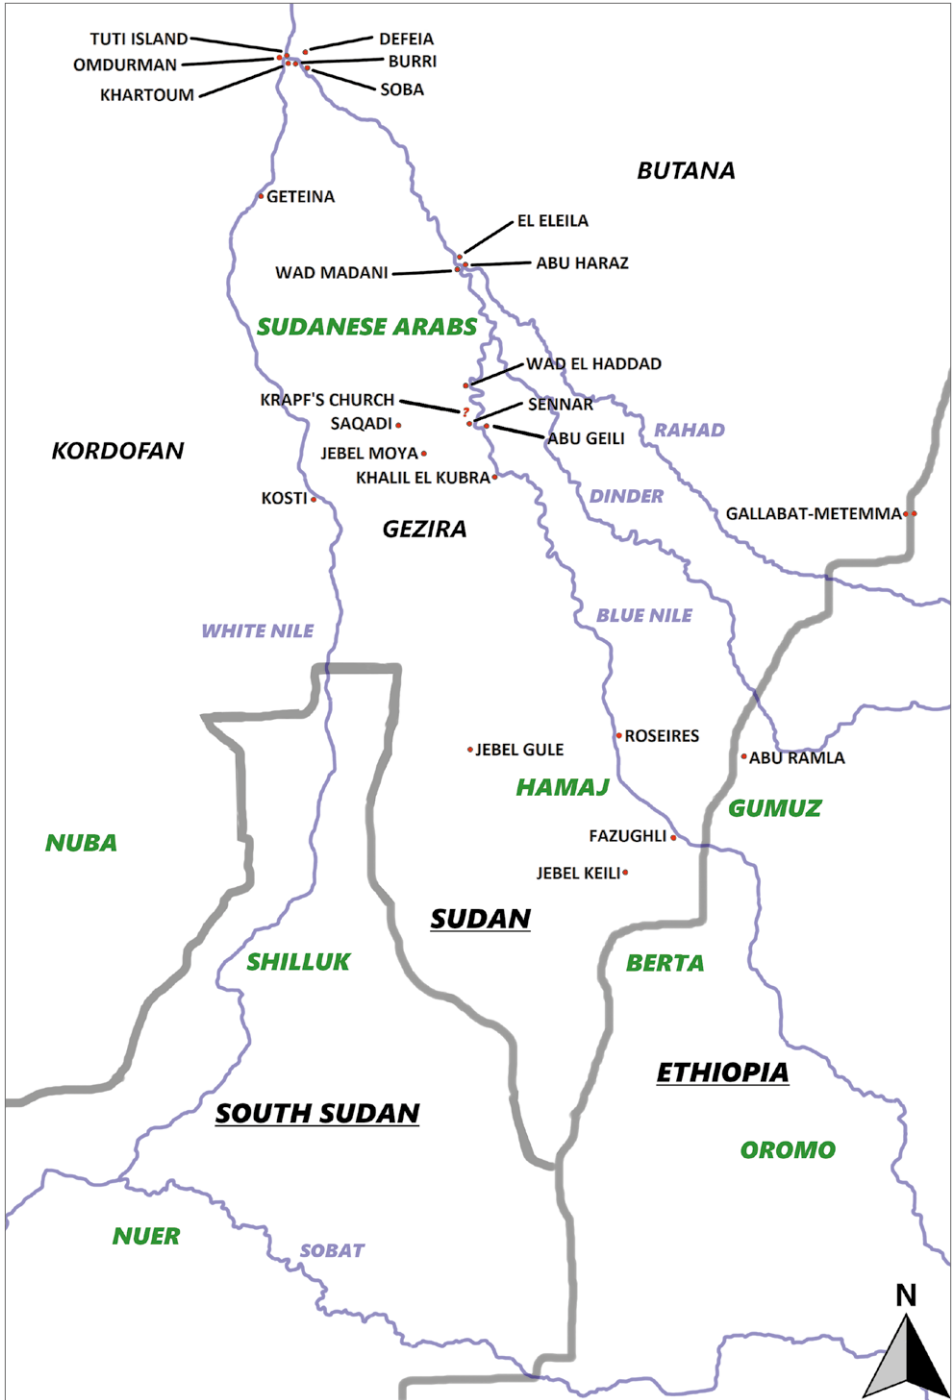 TUTI ISLAND
DEFEIA
OMDURMAN
BURRI
KHARTOUM
SOBA
BUTANA
GETEINA
EL ELEILA
ABU HARAZ
WAD MADANI
SUDANESE ARABS
WAD EL HADDAD
KRAPF'S CHURCH
?
SENNAR
SAQADI
ABU GEILI
RAHAD
KORDOFAN
JEBEL MOYA
KHALIL EL KUBRA
DINDER
KOSTI
GALLABAT-METEMMA
GEZIRA
BLUE NILE
WHITE NILE
ROSEIRES
JEBEL GULE
ABU RAMLA
HAMAJ
GUMUZ
NUBA
FAZUGHLI
JEBEL KEILI
SUDAN
SHILLUK
BERTA
ETHIOPIA
SOUTH SUDAN
OROMO
NUER
SOBAT
N